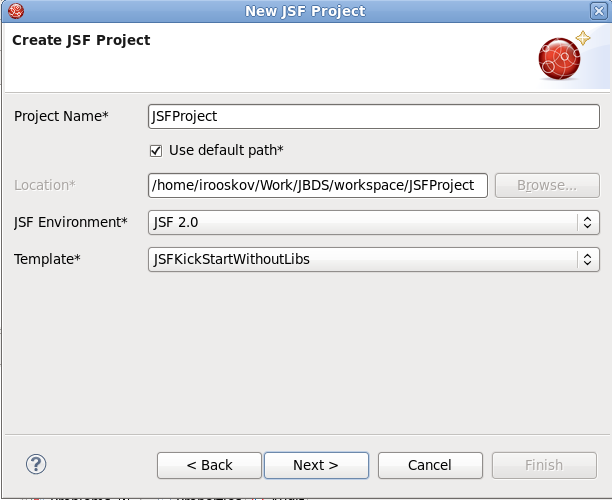 New JSF Project
Create JSF Project
Project Name* JSFProject
Use default path*
Location* /home/irooskov/Work/JBDS/workspace/JSFProject Browse...
JSF Environment* JSF 2.0
Template* JSFKickStartWithoutLibs
? < Back Next > Cancel Finish